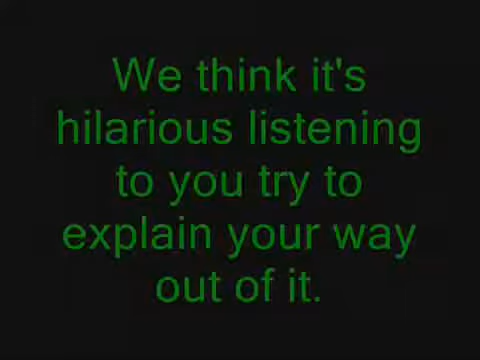 We think it's
hilarious listening
to you try to
explain your way
out of it.